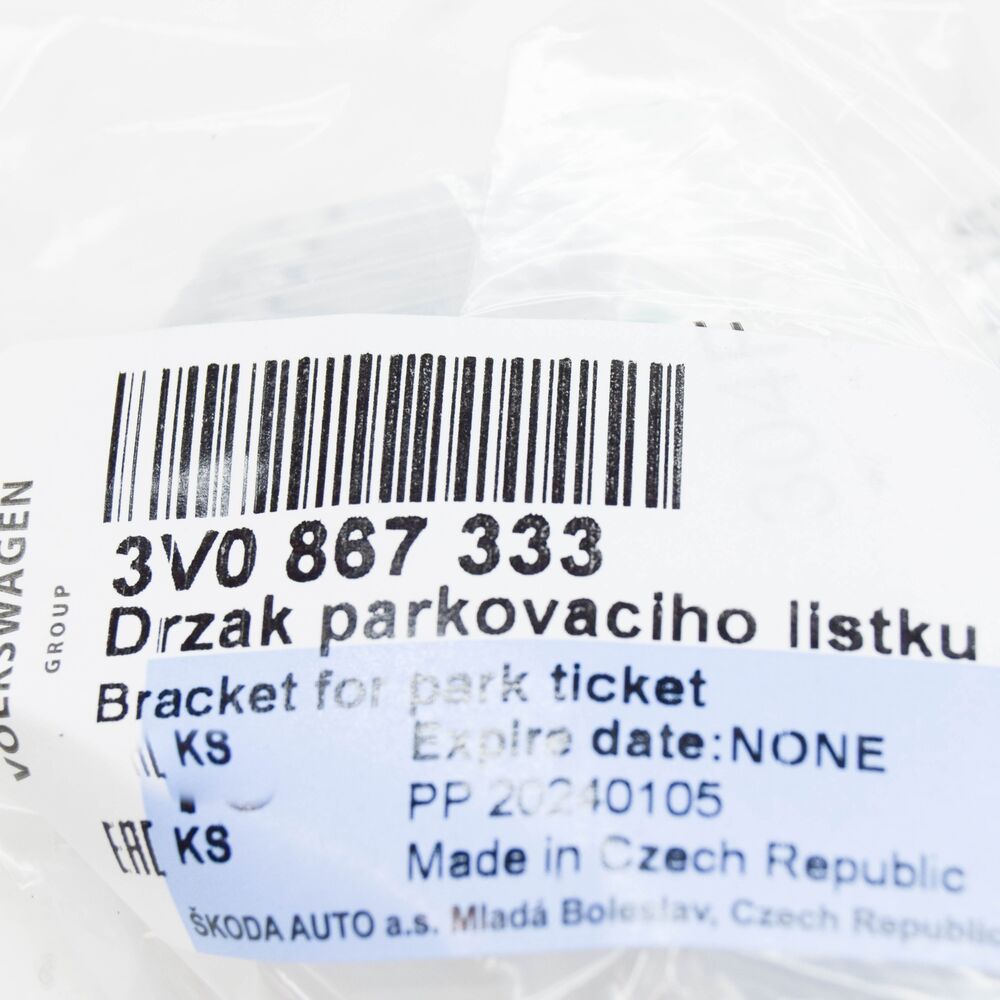 VOLKSWAGEN
GROUP
3V0 867 333
Drzak parkovaciho listku
Bracket for park ticket
KS
Expire date:NONE
PP 20240105
EAC KS
Made in Czech Republic
ŠKODA AUTO a.s. Mladá Boleslav, Czech Republic